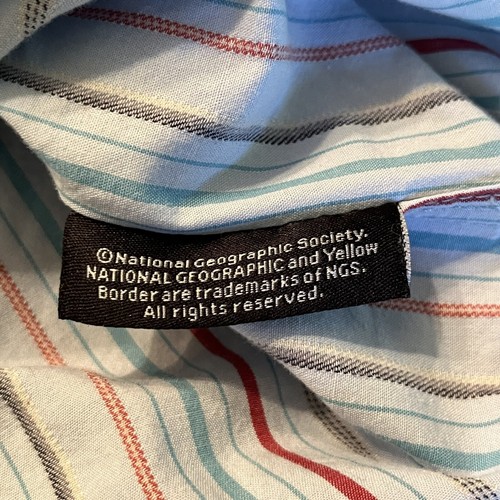 ©National Geographic Society.
NATIONAL GEOGRAPHIC and Yellow
Border are trademarks of NGS.
All rights reserved.